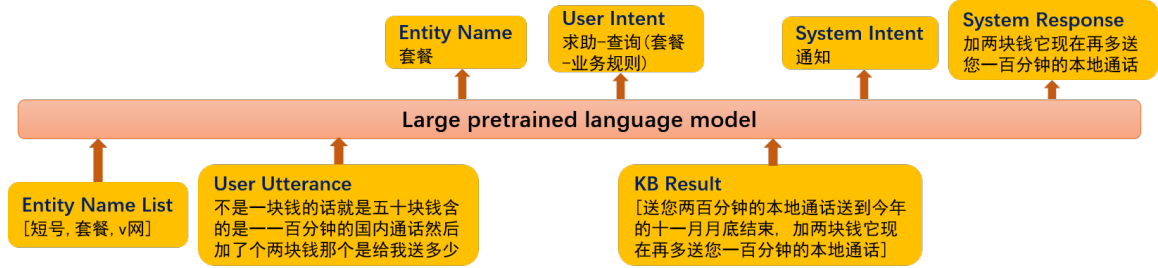 Entity Name
套餐
User Intent
求助-查询(套餐
-业务规则)
System Intent
通知
System Response
加两块钱它现在再多送
您一百分钟的本地通话
Large pretrained language model
Entity Name List
[短号,套餐,v网]
User Utterance
不是一块钱的话就是五十块钱含
的是一一百分钟的国内通话然后
加了个两块钱那个是给我送多少
KB Result
[送您两百分钟的本地通话送到今年
的十一月月底结束, 加两块钱它现
在再多送您一百分钟的本地通话]